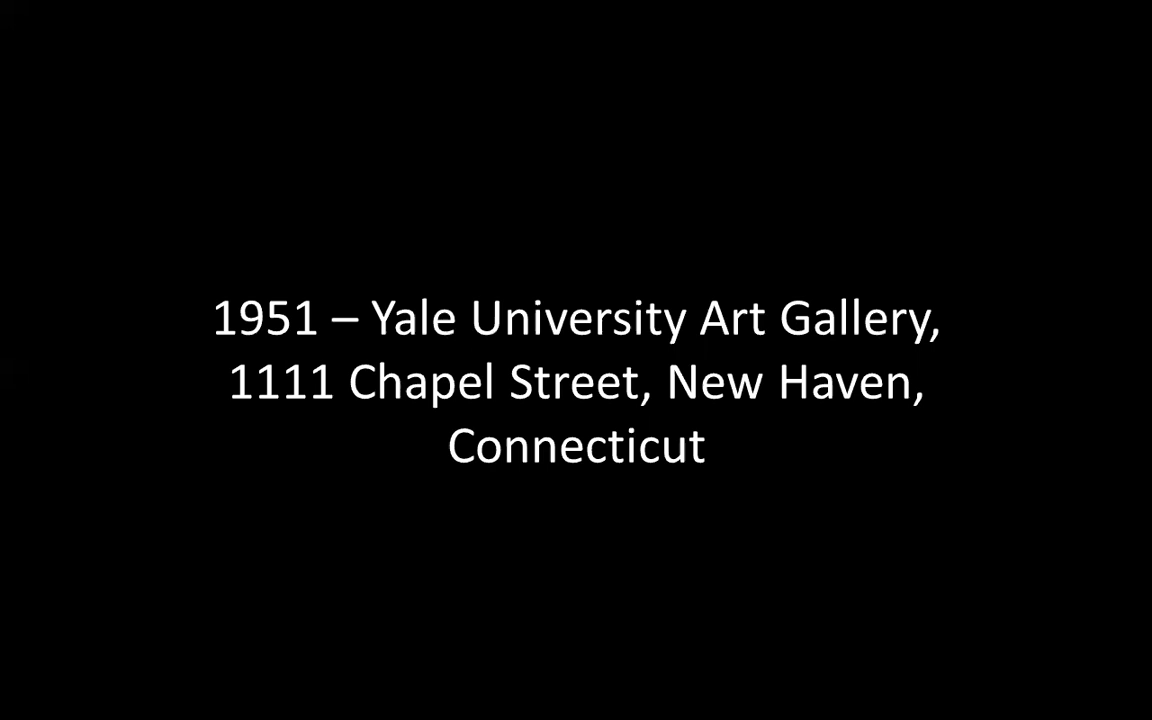 1951 – Yale University Art Gallery,
1111 Chapel Street, New Haven,
Connecticut